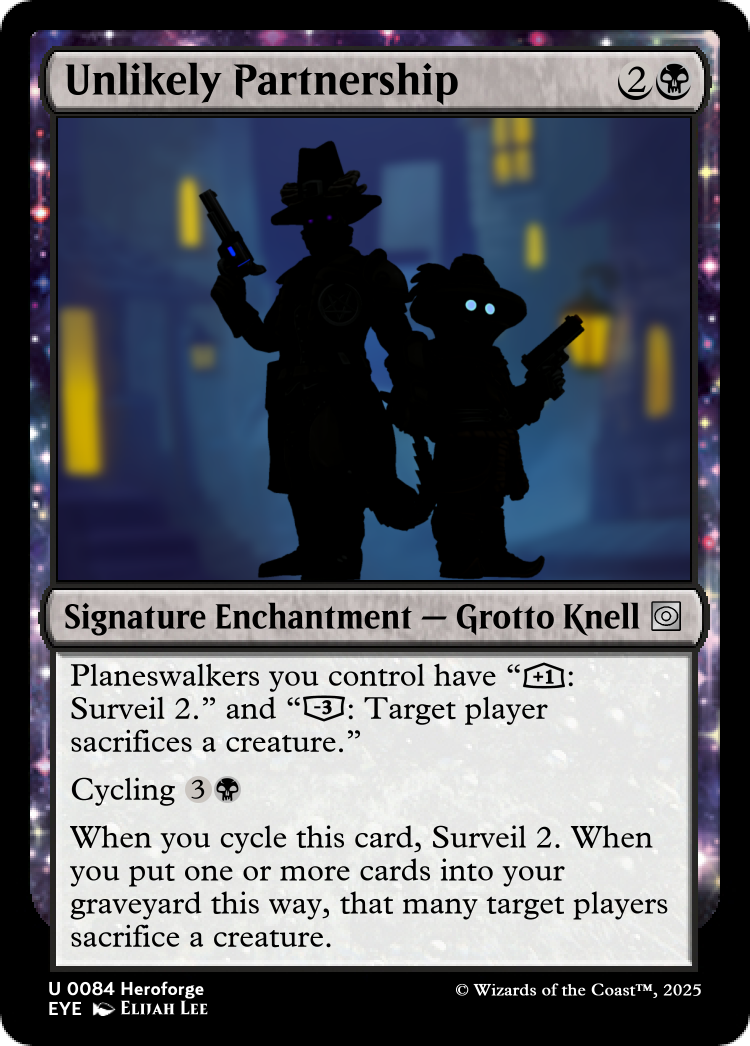 Unlikely Partnership 2
Signature Enchantment — Grotto Knell
Planeswalkers you control have “+1:
Surveil 2.” and “-3: Target player
sacrifices a creature.”
Cycling 3
When you cycle this card, Surveil 2. When
you put one or more cards into your
graveyard this way, that many target players
sacrifice a creature.
U 0084 Heroforge
© Wizards of the Coast™, 2025
EYE Elijah Lee